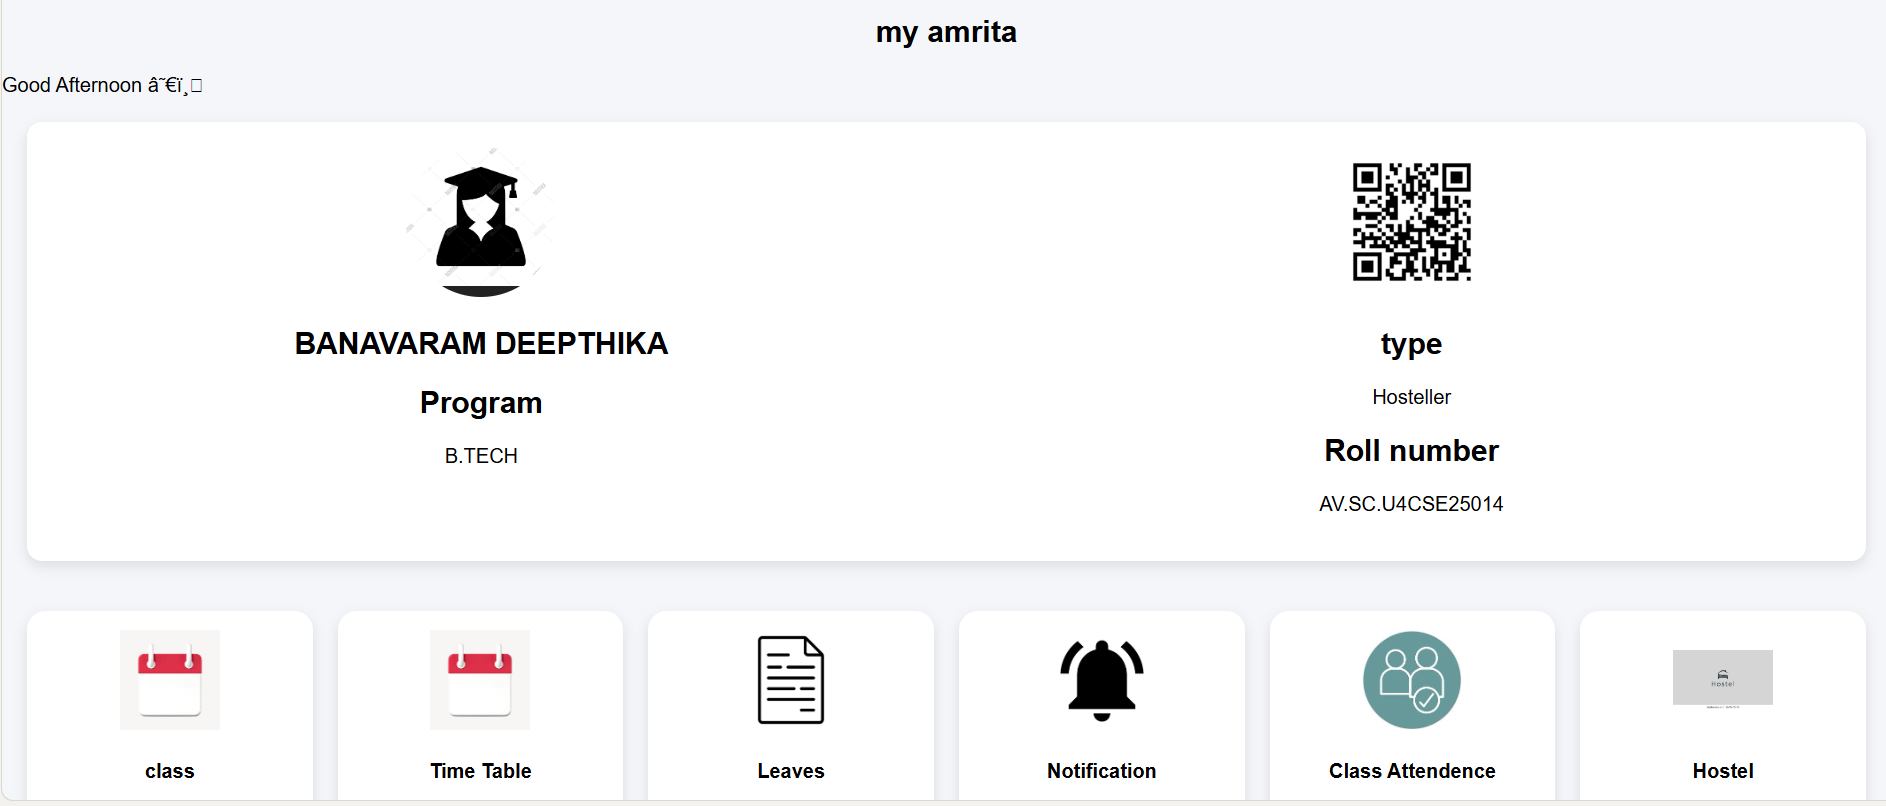 my amrita
Good Afternoon â˜€ï¸
BANAVARAM DEEPTHIKA
Program
B.TECH
type
Hosteller
Roll number
AV.SC.U4CSE25014
class
Time Table
Leaves
Notification
Class Attendence
Hostel
Hostel